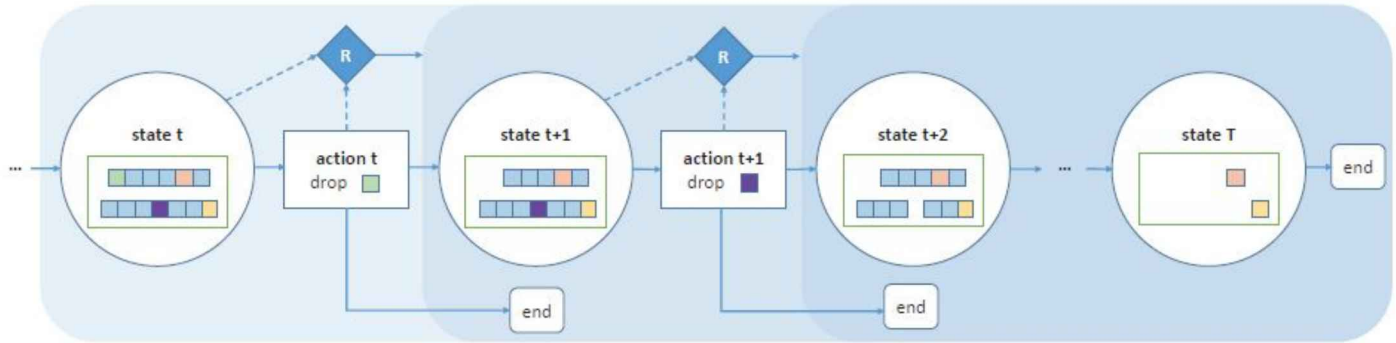 R
R
state t
state t+1
state t+2
state T
action t
drop
action t+1
drop
...
...
end
end
end